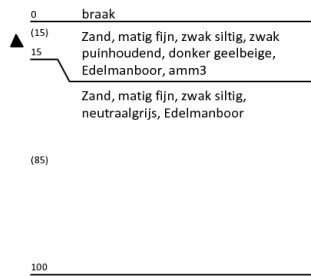 0 braak
(15) Zand, matig fijn, zwak siltig, zwak
puinhoudend, donker geelbeige,
15 Edelmanboor, amm3
Zand, matig fijn, zwak siltig,
neutraalgrijs, Edelmanboor
(85)
100